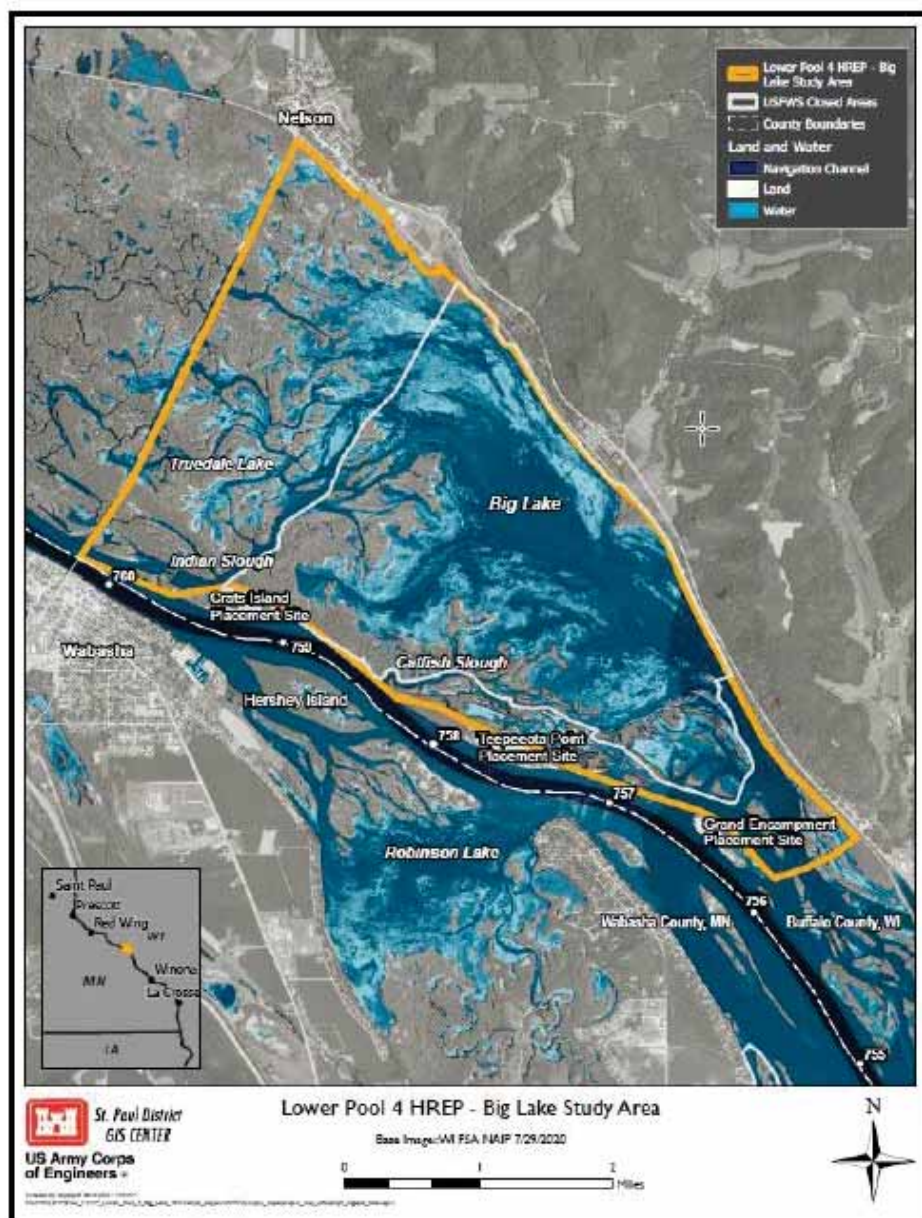 Lower Pool 4 HREP - Big
Lake Study Area
USFWS Closed Areas
County Boundaries
Land and Water
Navigation Channel
Land
Water
Nelson
Truedale Lake
Big Lake
Indian Slough
760
Crats Island
Placement Site
Wabasha
759
Catfish Slough
Hershey Island
758
Teepeeota Point
Placement Site
757
Grand Encampment
Placement Site
Robinson Lake
756
Wabasha County, MN
Buffalo County, WI
755
Saint Paul
Prescott
Red Wing
WI
MN
Winona
La Crosse
IA
St. Paul District
GIS CENTER
US Army Corps
of Engineers
Lower Pool 4 HREP - Big Lake Study Area
Base Image: WI FSA NAIP 7/29/2020
0 1 2
Miles
N